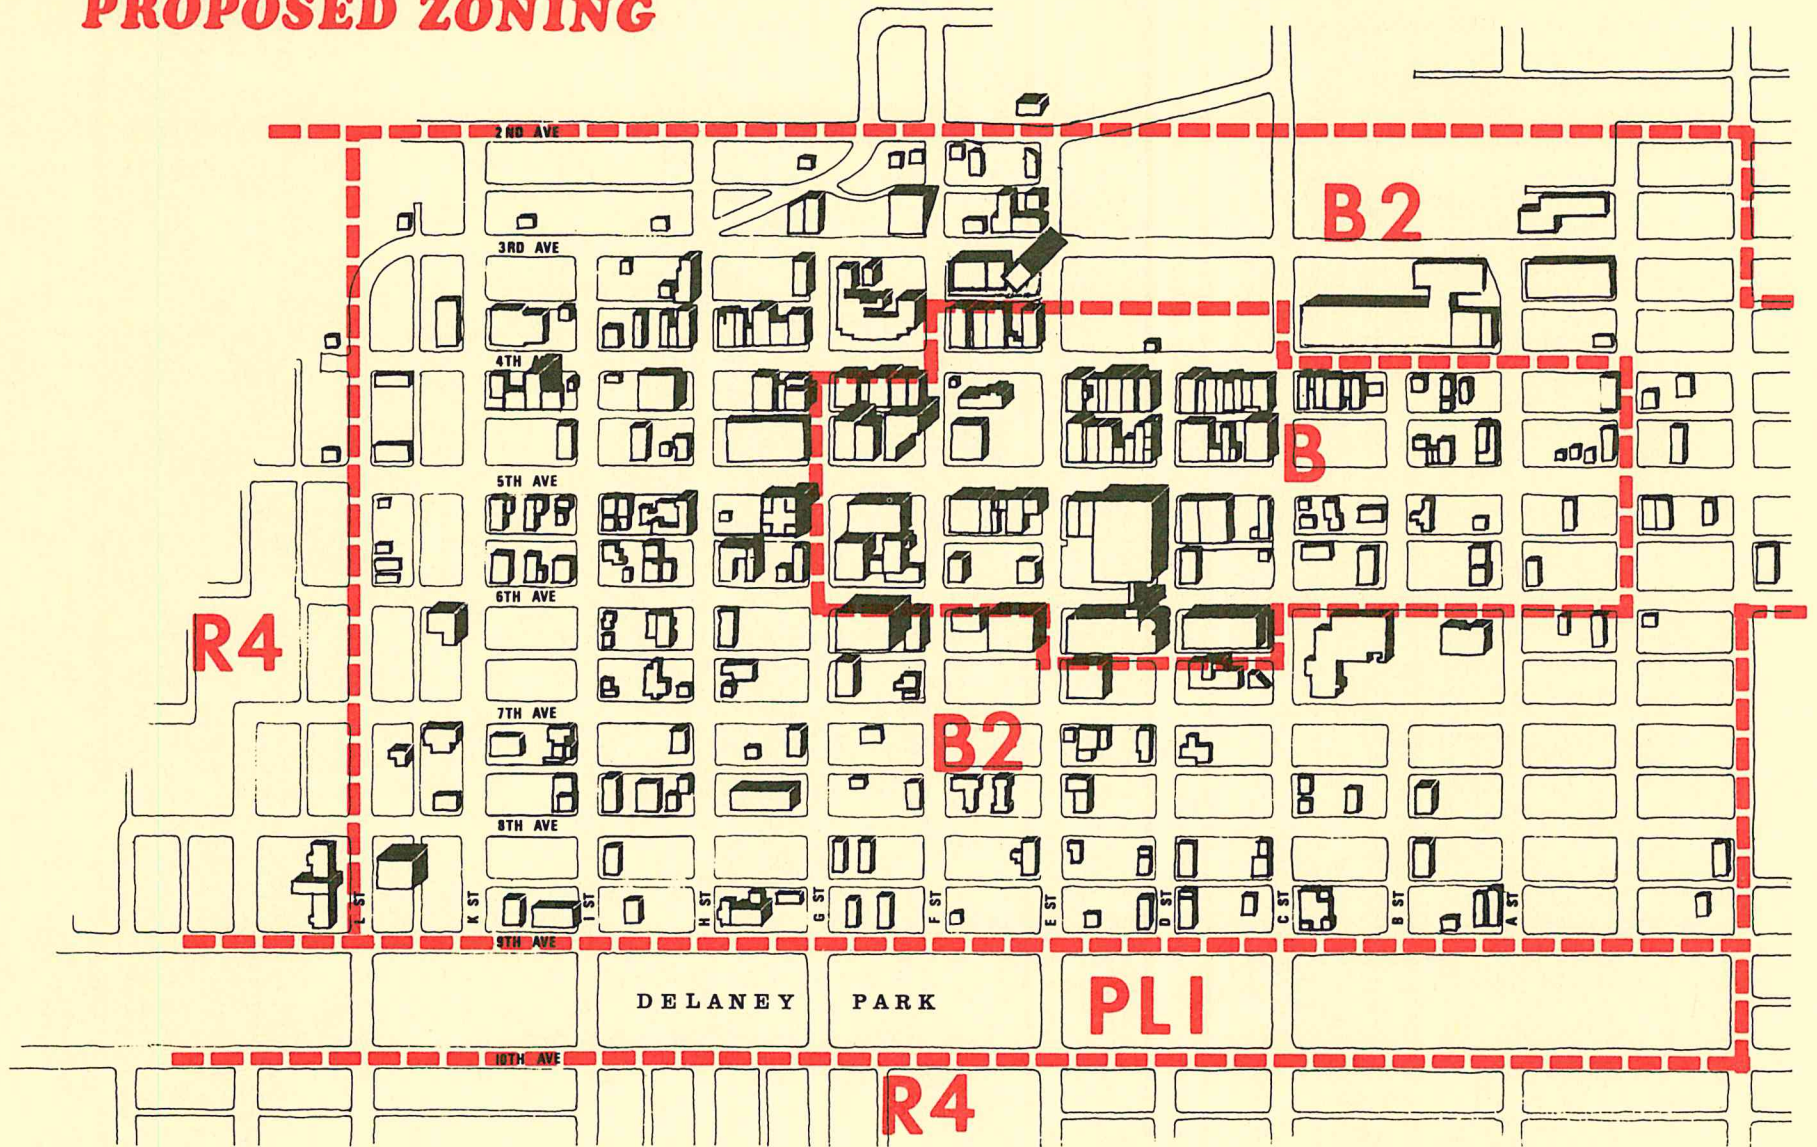 PROPOSED ZONING
2ND AVE
B2
3RD AVE
4TH A
B
5TH AVE
6TH AVE
R4
7TH AVE
B2
8TH AVE
L ST
K ST
I ST
H ST
G ST
F ST
E ST
D ST
C ST
B ST
A ST
9TH AVE
DELANEY PARK
PL1
10TH AVE
R4